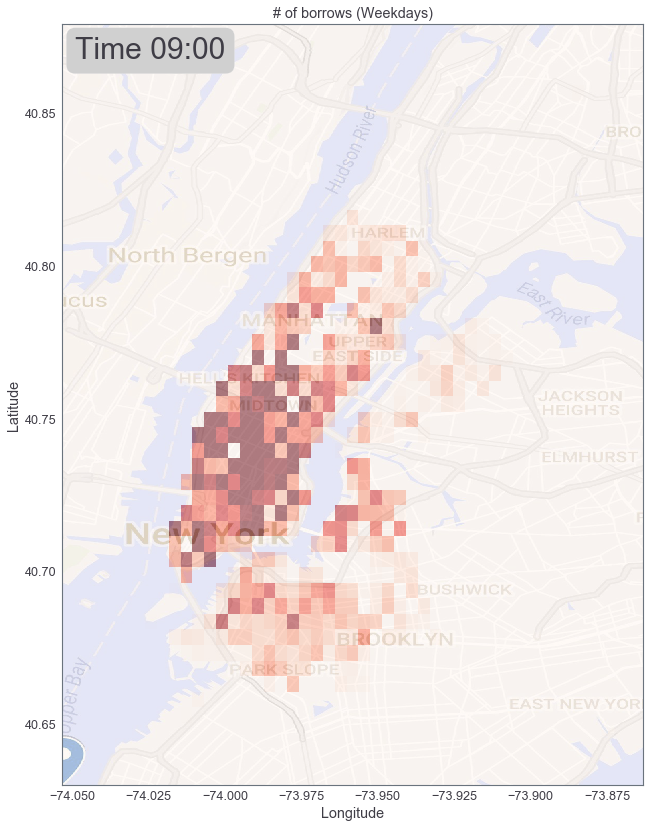 # of borrows (Weekdays)
Time 09:00
40.85
BRO
Hudson River
HARLEM
North Bergen
40.80
East River
CUS
MANHATTAN
UPPER
EAST SIDE
HELL'S KITCHEN
Latitude
40.75
MIDTOWN
JACKSON
HEIGHTS
ELMHURST
New York
40.70
BUSHWICK
BROOKLYN
PARK SLOPE
pper Bay
EAST NEW YOR
40.65
−74.050 −74.025 −74.000 −73.975 −73.950 −73.925 −73.900 −73.875
Longitude